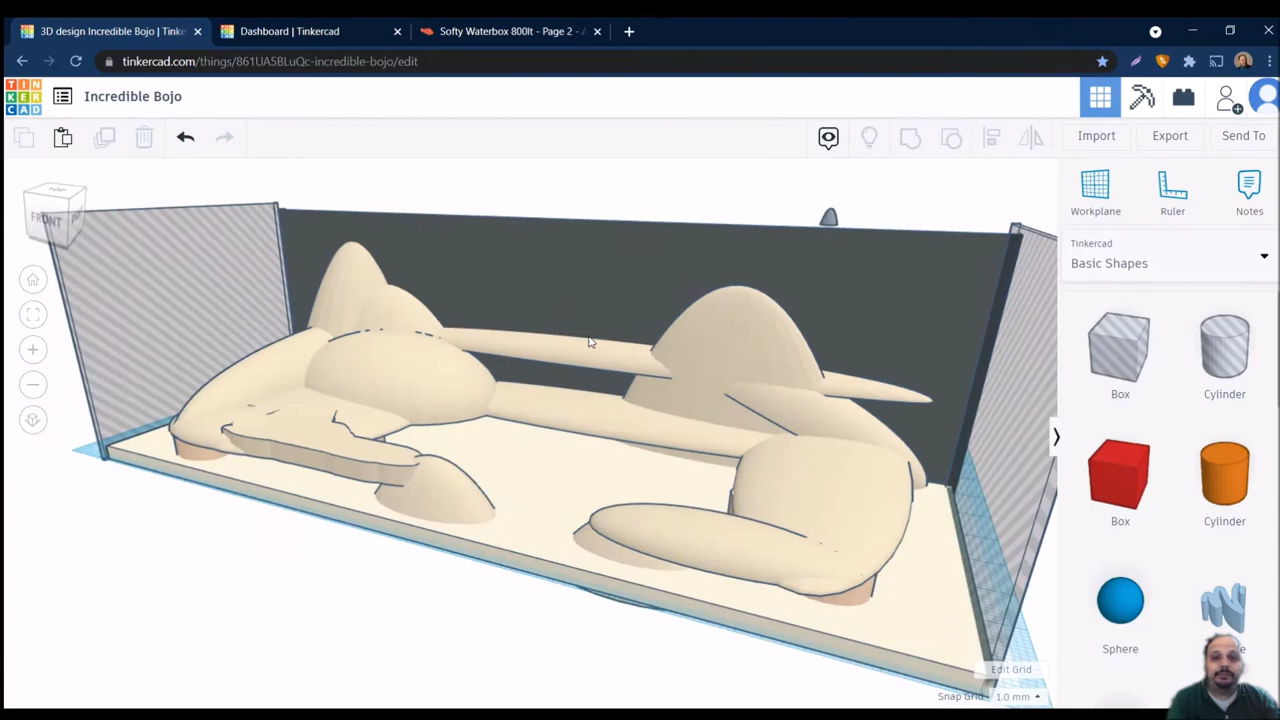 3D design Incredible Bojo | Tinke
Dashboard | Tinkercad
Softy Waterbox 800lt - Page 2 - A
tinkercad.com/things/861UA5BLuQc-incredible-bojo/edit
TIN
KER
CAD
Incredible Bojo
Import
Export
Send To
TOP
FRONT
Workplane
Ruler
Notes
Tinkercad
Basic Shapes
Box
Cylinder
Box
Cylinder
Sphere
Edit Grid
Snap Grid
1.0 mm